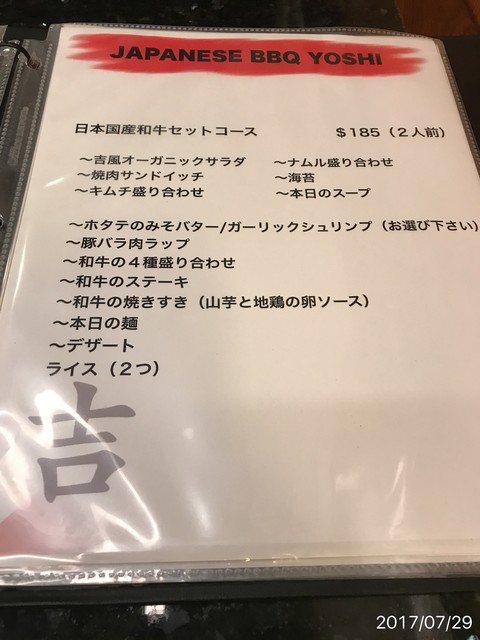 JAPANESE BBQ YOSHI
日本国産和牛セットコース ＄185（２人前）
〜吉風オーガニックサラダ 〜ナムル盛り合わせ
〜焼肉サンドイッチ 〜海苔
〜キムチ盛り合わせ 〜本日のスープ
〜ホタテのみそバター/ガーリックシュリンプ（お選び下さい）
〜豚バラ肉ラップ
〜和牛の４種盛り合わせ
〜和牛のステーキ
〜和牛の焼きすき（山芋と地鶏の卵ソース）
〜本日の麺
〜デザート
ライス（２つ）
吉
2017/07/29